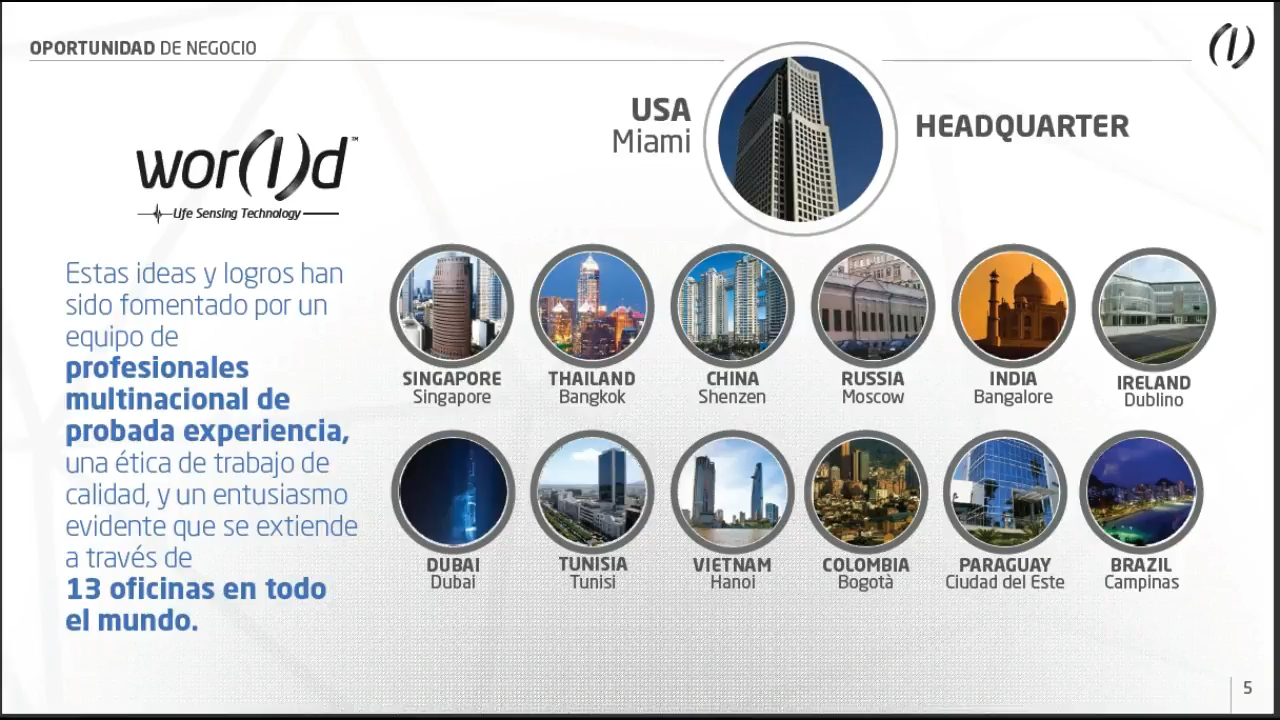 OPORTUNIDAD DE NEGOCIO
USA
Miami
HEADQUARTER
wor(l)d™
Life Sensing Technology
Estas ideas y logros han
sido fomentado por un
equipo de
profesionales
multinacional de
probada experiencia,
una ética de trabajo de
calidad, y un entusiasmo
evidente que se extiende
a través de
13 oficinas en todo
el mundo.
SINGAPORE
Singapore
THAILAND
Bangkok
CHINA
Shenzen
RUSSIA
Moscow
INDIA
Bangalore
IRELAND
Dublino
DUBAI
Dubai
TUNISIA
Tunisi
VIETNAM
Hanoi
COLOMBIA
Bogotà
PARAGUAY
Ciudad del Este
BRAZIL
Campinas
5